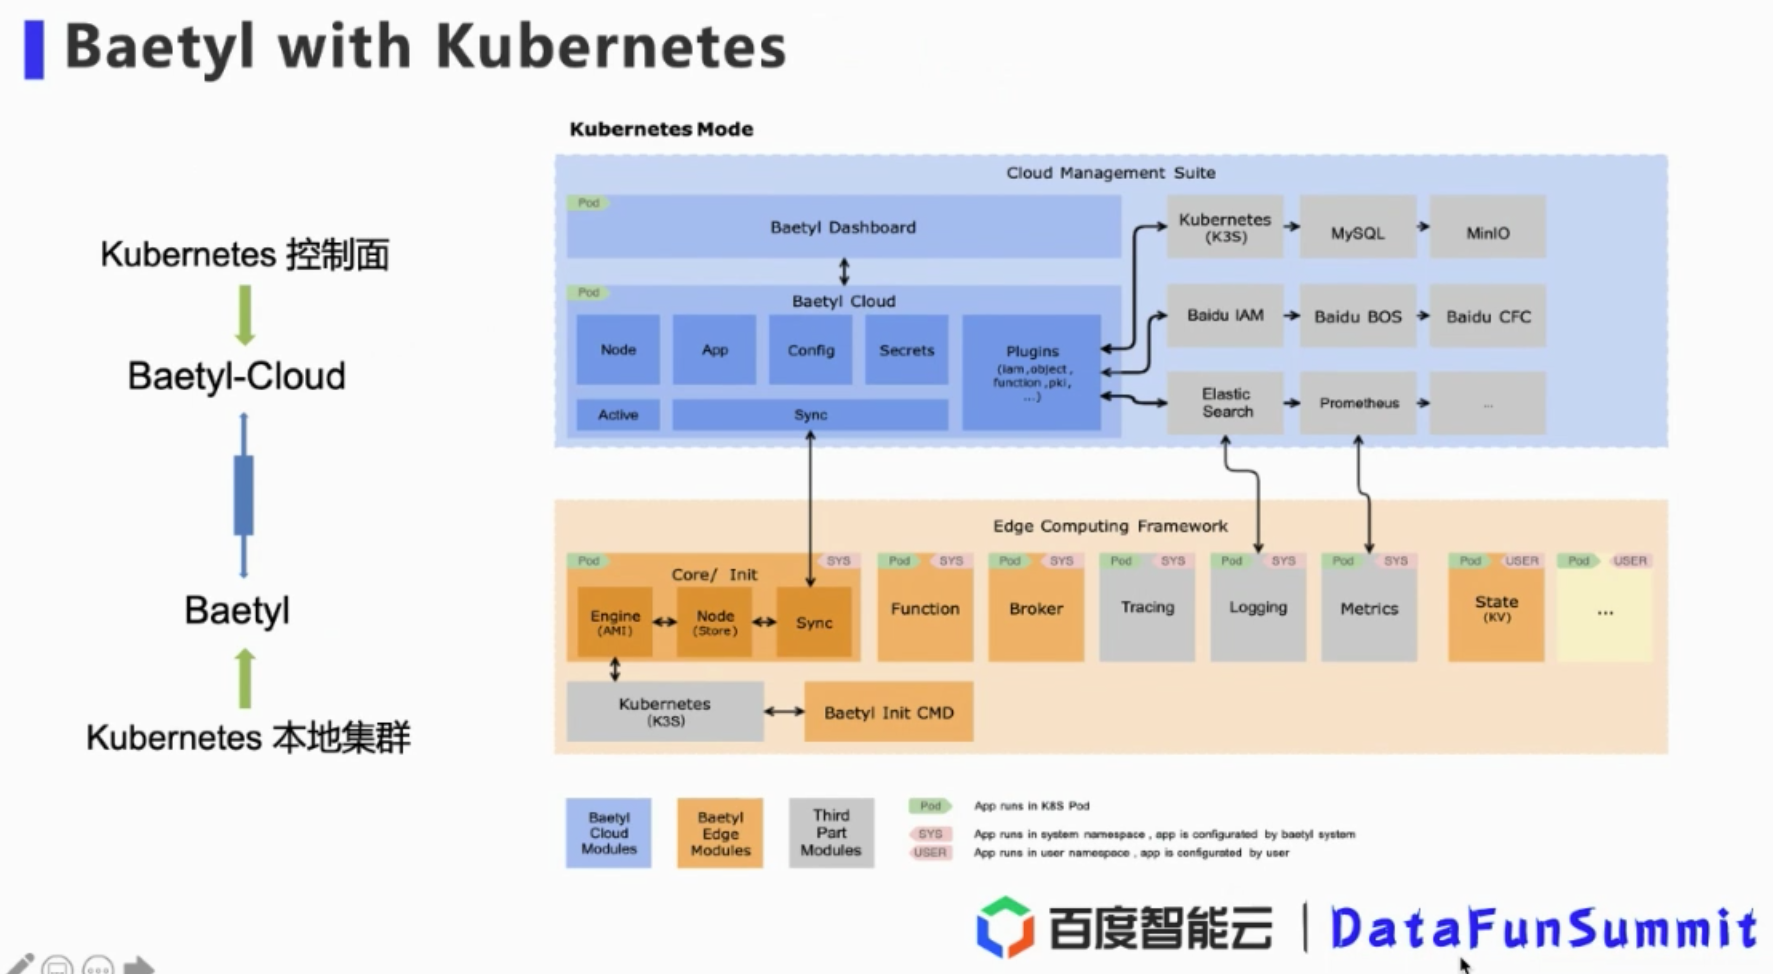 Baetyl with Kubernetes
Kubernetes 控制面
Baetyl-Cloud
Baetyl
Kubernetes 本地集群
Kubernetes Mode
Cloud Management Suite
Pod
Baetyl Dashboard
Pod
Baetyl Cloud
Node
App
Config
Secrets
Active
Sync
Plugins
(iam,object,
function,pki,
...)
Kubernetes
(K3S)
MySQL
MinIO
Baidu IAM
Baidu BOS
Baidu CFC
Elastic
Search
Prometheus
...
Edge Computing Framework
Pod
SYS
Core/ Init
Engine
(AMI)
Node
(Store)
Sync
Pod
SYS
Function
Pod
SYS
Broker
Pod
SYS
Tracing
Pod
SYS
Logging
Pod
SYS
Metrics
Pod
USER
State
(KV)
Pod
USER
...
Kubernetes
(K3S)
Baetyl Init CMD
Baetyl
Cloud
Modules
Baetyl
Edge
Modules
Third
Part
Modules
Pod App runs in K8S Pod
SYS App runs in system namespace, app is configurated by baetyl system
USER App runs in user namespace, app is configurated by user
百度智能云 | DataFunSummit